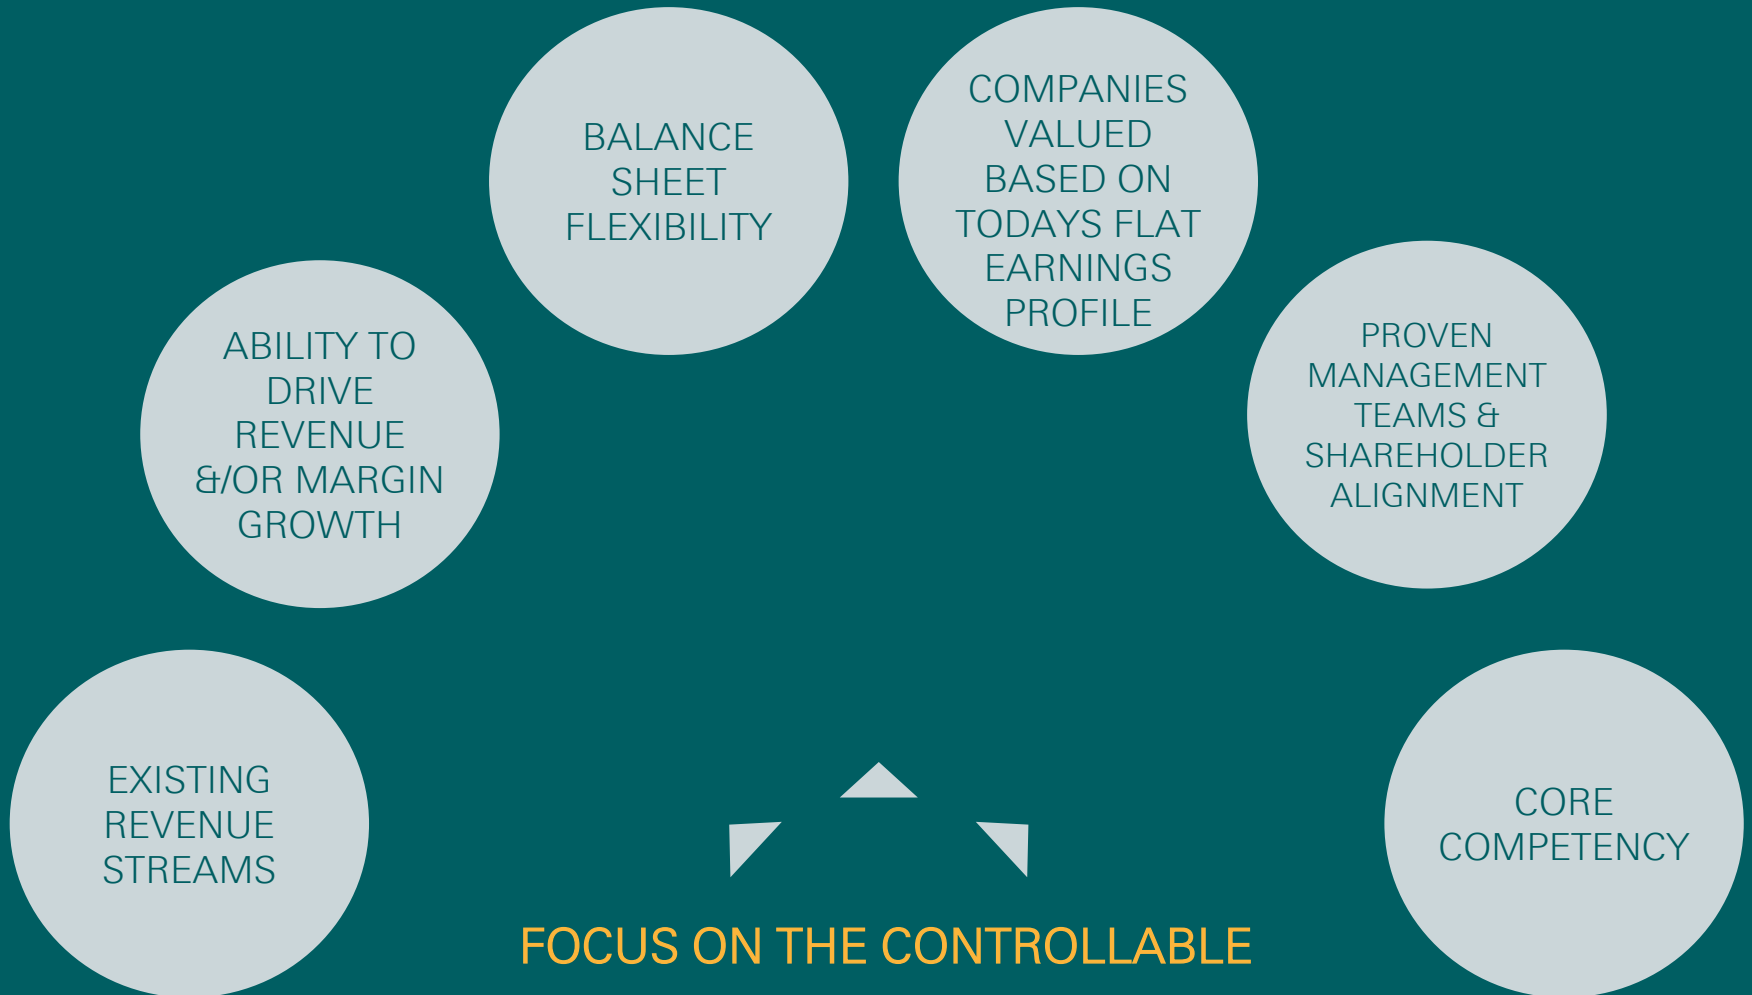 BALANCE
SHEET
FLEXIBILITY
COMPANIES
VALUED
BASED ON
TODAYS FLAT
EARNINGS
PROFILE
ABILITY TO
DRIVE
REVENUE
&/OR MARGIN
GROWTH
PROVEN
MANAGEMENT
TEAMS &
SHAREHOLDER
ALIGNMENT
EXISTING
REVENUE
STREAMS
CORE
COMPETENCY
FOCUS ON THE CONTROLLABLE